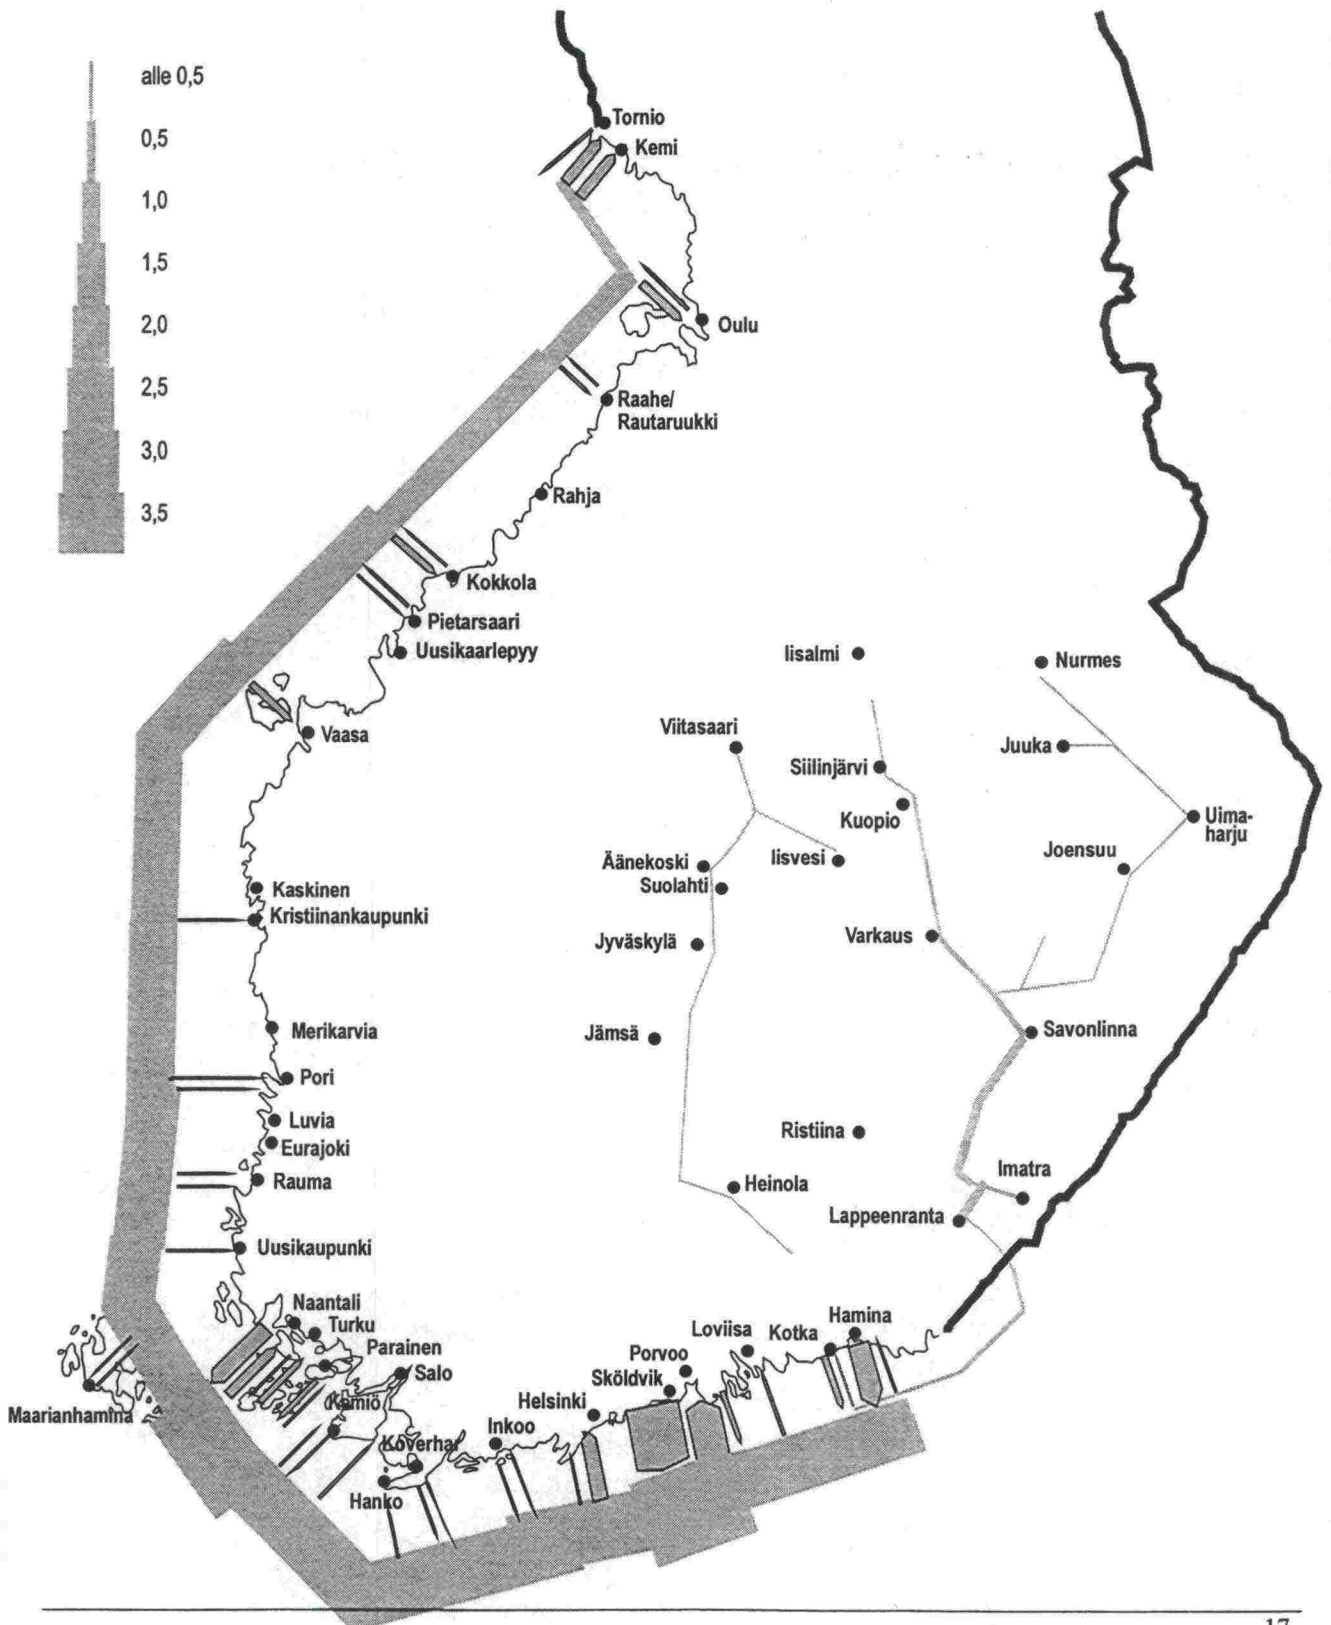 alle 0,5
0,5
1,0
1,5
2,0
2,5
3,0
3,5
Tornio
Kemi
Oulu
Raahe/
Rautaruukki
Rahja
Kokkola
Pietarsaari
Uusikaarlepyy
Vaasa
Iisalmi
Nurmes
Viitasaari
Juuka
Siilinjärvi
Kuopio
Uima-
harju
Joensuu
Äänekoski
Iisvesi
Suolahti
Kaskinen
Kristiinankaupunki
Jyväskylä
Varkaus
Merikarvia
Jämsä
Savonlinna
Pori
Luvia
Eurajoki
Ristiina
Rauma
Imatra
Heinola
Lappeenranta
Uusikaupunki
Naantali
Turku
Parainen
Salo
Maarianhamina
Kemiö
Koverhar
Hanko
Inkoo
Helsinki
Sköldvik
Porvoo
Loviisa
Kotka
Hamina
17